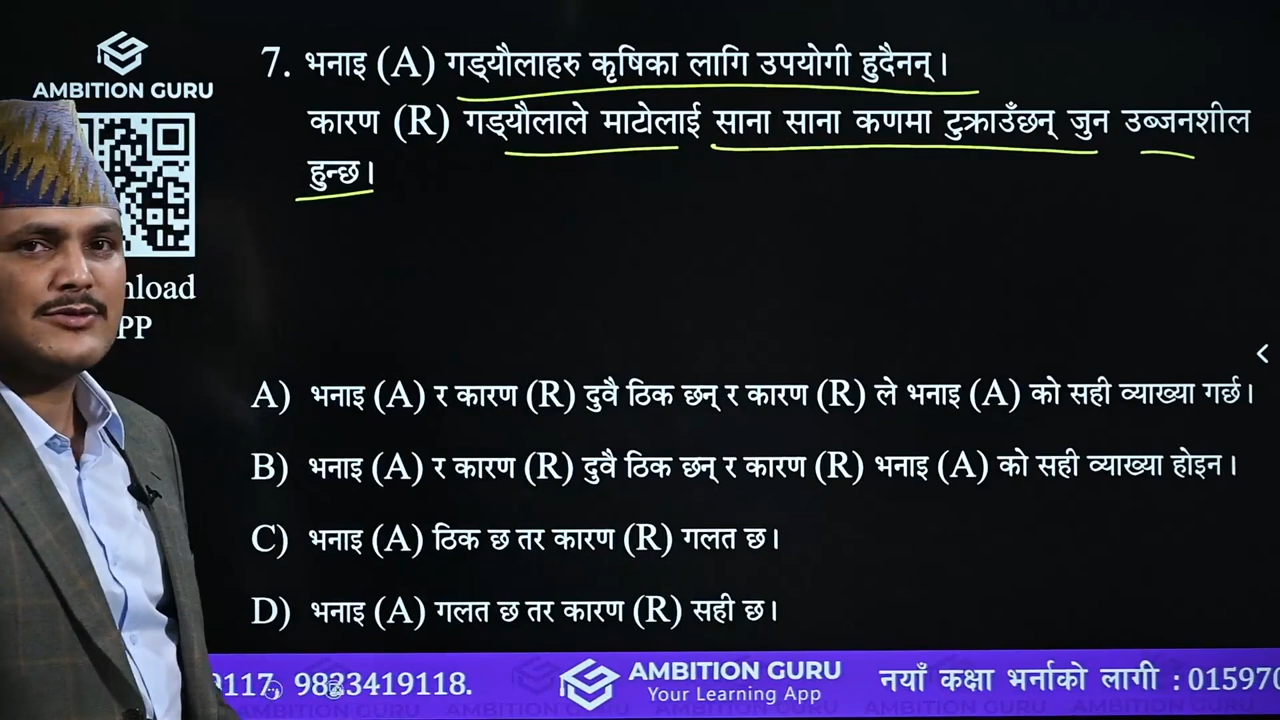 AMBITION GURU
7. भनाइ (A) गड्यौलाहरु कृषिका लागि उपयोगी हुदैनन्।
कारण (R) गड्यौलाले माटोलाई साना साना कणमा टुक्राउँछन् जुन उब्जनशील
हुन्छ।
nload
PP
A) भनाइ (A) र कारण (R) दुवै ठिक छन् र कारण (R) ले भनाइ (A) को सही व्याख्या गर्छ।
B) भनाइ (A) र कारण (R) दुवै ठिक छन् र कारण (R) भनाइ (A) को सही व्याख्या होइन।
C) भनाइ (A) ठिक छ तर कारण (R) गलत छ।
D) भनाइ (A) गलत छ तर कारण (R) सही छ।
9117, 9823419118. AMBITION GURU नयाँ कक्षा भर्नाको लागी : 015970
Your Learning App